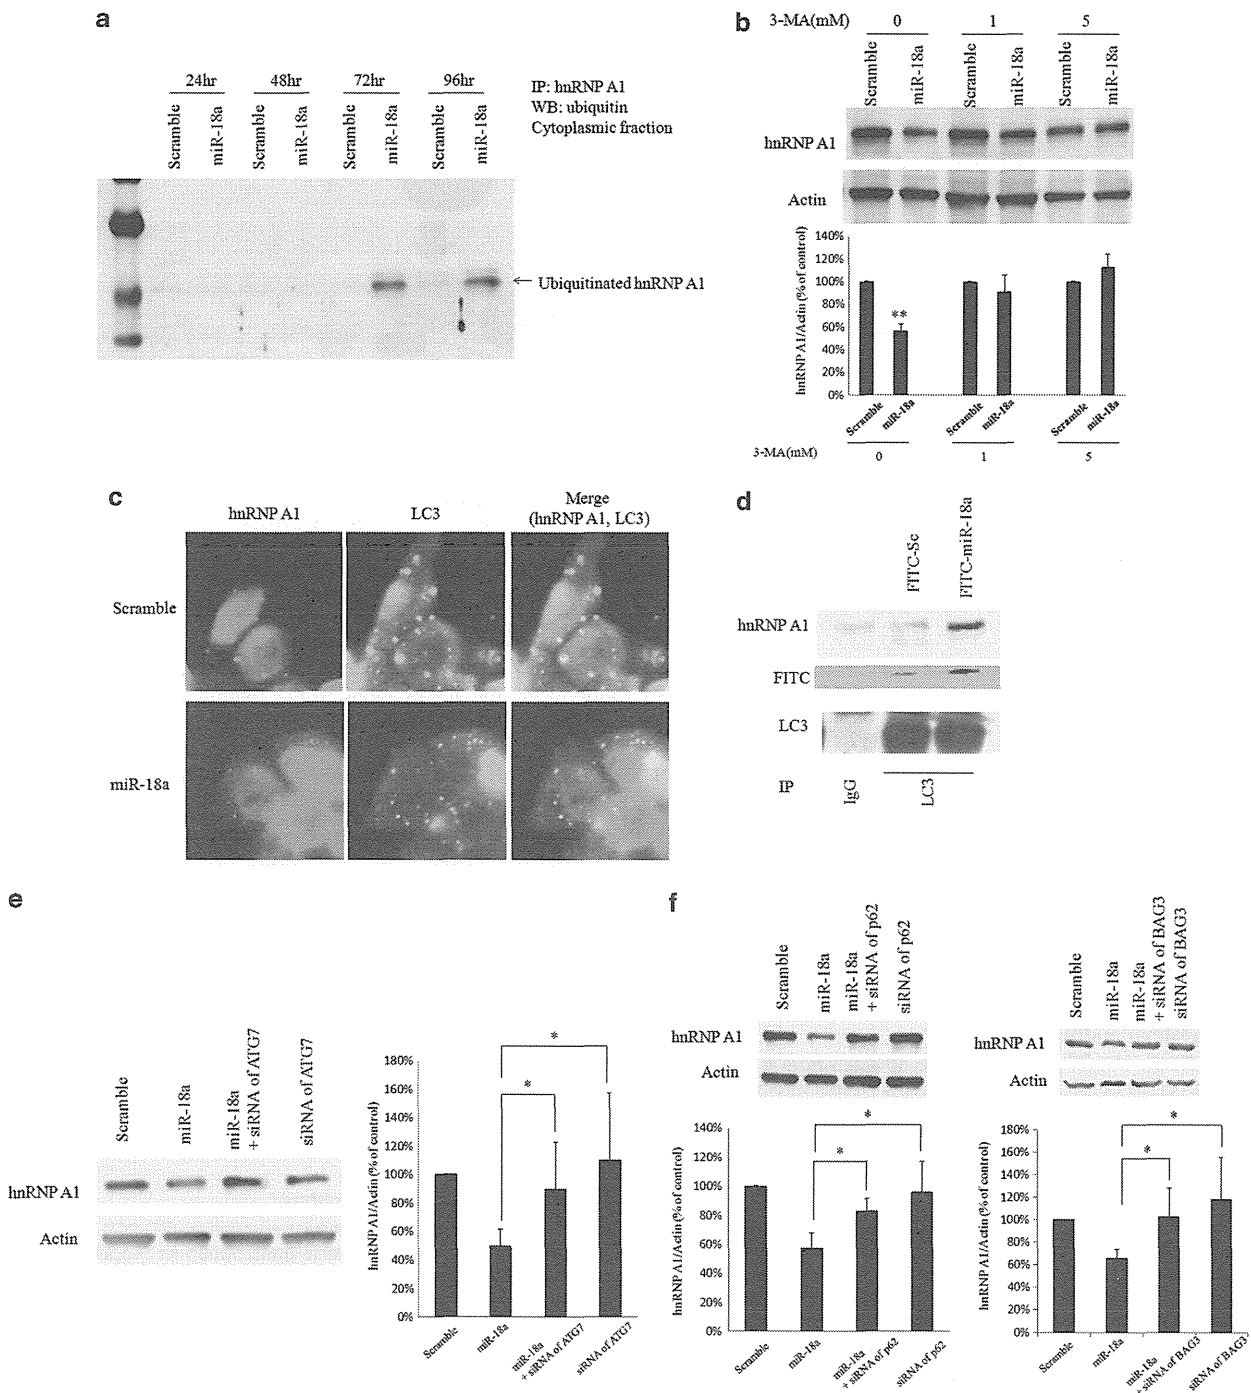 a
24hr 48hr 72hr 96hr
Scramble miR-18a Scramble miR-18a Scramble miR-18a Scramble miR-18a
IP: hnRNP A1
WB: ubiquitin
Cytoplasmic fraction
Ubiquitinated hnRNP A1
b
3-MA(mM) 0 1 5
Scramble miR-18a Scramble miR-18a Scramble miR-18a
hnRNP A1
Actin
hnRNP A1/Actin (% of control)
140%
120%
100%
80%
60%
40%
20%
0%
**
Scramble miR-18a Scramble miR-18a Scramble miR-18a
3-MA(mM) 0 1 5
c
hnRNP A1 LC3 Merge
(hnRNP A1, LC3)
Scramble
miR-18a
d
FITC-Sc FITC-miR-18a
hnRNP A1
FITC
LC3
IP IgG LC3
e
Scramble miR-18a miR-18a + siRNA of ATG7 siRNA of ATG7
hnRNP A1
Actin
hnRNP A1/Actin (% of control)
180%
160%
140%
120%
100%
80%
60%
40%
20%
0%
*
*
Scramble miR-18a miR-18a + siRNA of ATG7 siRNA of ATG7
f
Scramble miR-18a miR-18a + siRNA of p62 siRNA of p62
hnRNP A1
Actin
hnRNP A1/Actin (% of control)
140%
120%
100%
80%
60%
40%
20%
0%
*
*
Scramble miR-18a miR-18a + siRNA of p62 siRNA of p62
Scramble miR-18a miR-18a + siRNA of BAG3 siRNA of BAG3
hnRNP A1
Actin
hnRNP A1/Actin (% of control)
180%
160%
140%
120%
100%
80%
60%
40%
20%
0%
*
*
Scramble miR-18a miR-18a + siRNA of BAG3 siRNA of BAG3